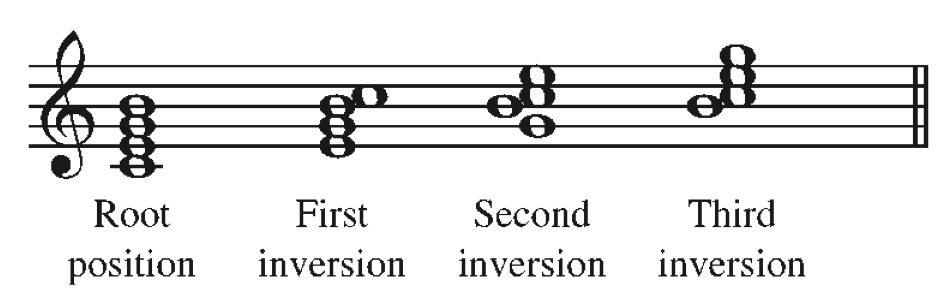 Root First Second Third
position inversion inversion inversion